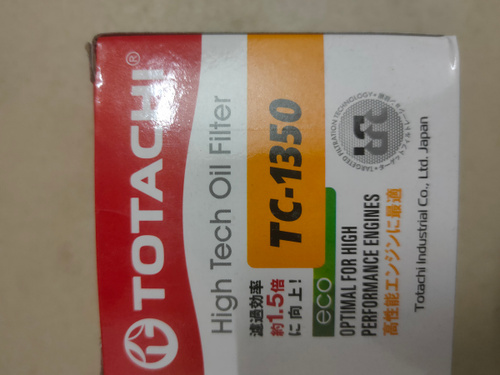 TOTACHI®
High Tech Oil Filter
TC-1350
濾過効率
約1.5倍
に向上!
eco
OPTIMAL FOR HIGH
PERFORMANCE ENGINES
高性能エンジンに最適
TARGETED FILTRATION TECHNOLOGY
Totachi Industrial Co., Ltd. Japan